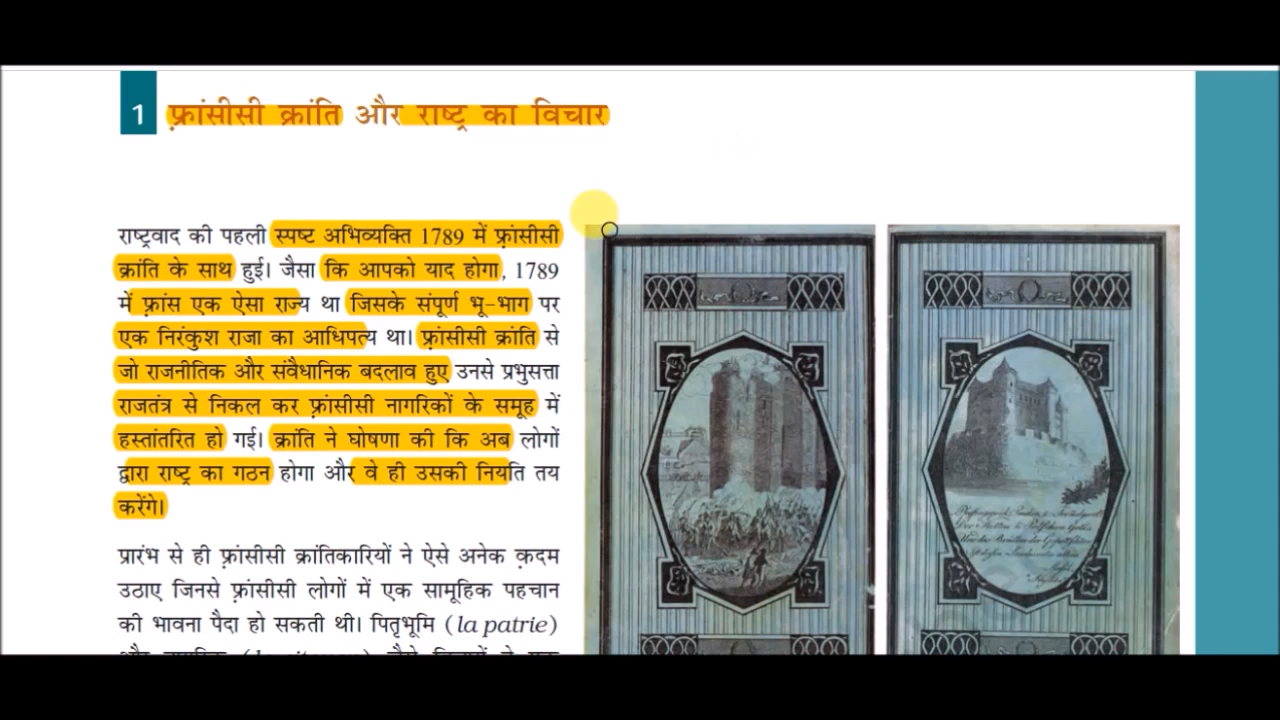 1 फ़्रांसीसी क्रांति और राष्ट्र का विचार
राष्ट्रवाद की पहली स्पष्ट अभिव्यक्ति 1789 में फ़्रांसीसी
क्रांति के साथ हुई। जैसा कि आपको याद होगा, 1789
में फ़्रांस एक ऐसा राज्य था जिसके संपूर्ण भू-भाग पर
एक निरंकुश राजा का आधिपत्य था। फ़्रांसीसी क्रांति से
जो राजनीतिक और संवैधानिक बदलाव हुए उनसे प्रभुसत्ता
राजतंत्र से निकल कर फ़्रांसीसी नागरिकों के समूह में
हस्तांतरित हो गई। क्रांति ने घोषणा की कि अब लोगों
द्वारा राष्ट्र का गठन होगा और वे ही उसकी नियति तय
करेंगे।
प्रारंभ से ही फ़्रांसीसी क्रांतिकारियों ने ऐसे अनेक क़दम
उठाए जिनसे फ़्रांसीसी लोगों में एक सामूहिक पहचान
की भावना पैदा हो सकती थी। पितृभूमि (la patrie)